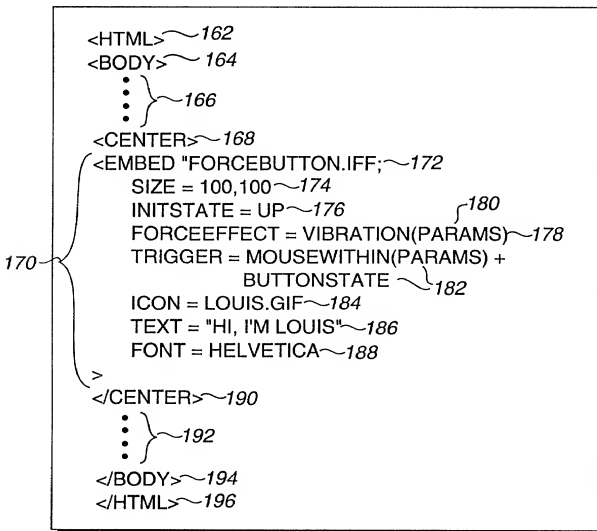 <HTML>~162
<BODY>~164
166
<CENTER>~168
<EMBED "FORCEBUTTON.IFF;~172
SIZE = 100,100~174
INITSTATE = UP~176
180
FORCEEFFECT = VIBRATION(PARAMS)~178
170
TRIGGER = MOUSEWITHIN(PARAMS) +
BUTTONSTATE 182
ICON = LOUIS.GIF~184
TEXT = "HI, I'M LOUIS"~186
FONT = HELVETICA~188
>
</CENTER>~190
192
</BODY>~194
</HTML>~196